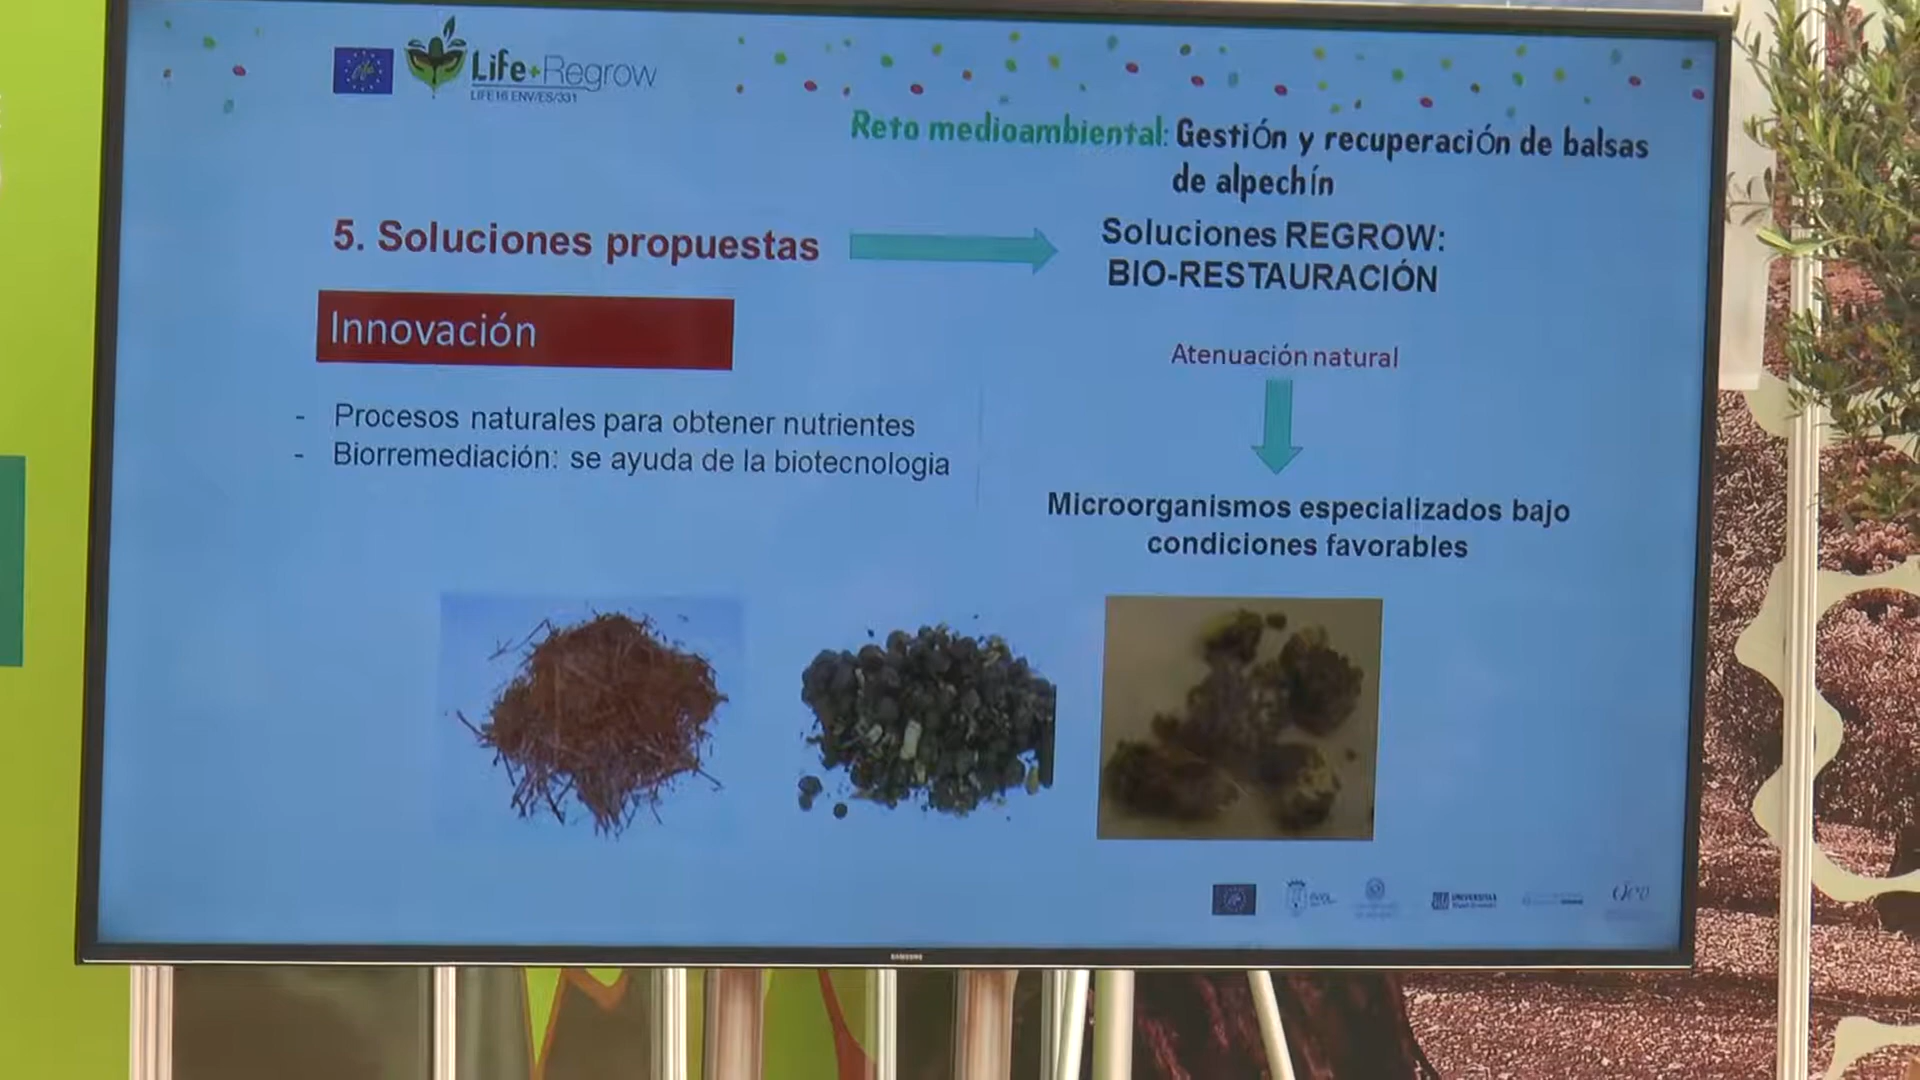 Life+Regrow
LIFE16 ENV/ES/331
Reto medioambiental: Gestión y recuperación de balsas
de alpechín
5. Soluciones propuestas
Soluciones REGROW:
BIO-RESTAURACIÓN
Innovación
Atenuación natural
- Procesos naturales para obtener nutrientes
- Biorremediación: se ayuda de la biotecnologia
Microorganismos especializados bajo
condiciones favorables
UNIVERSITAS
SAMSUNG